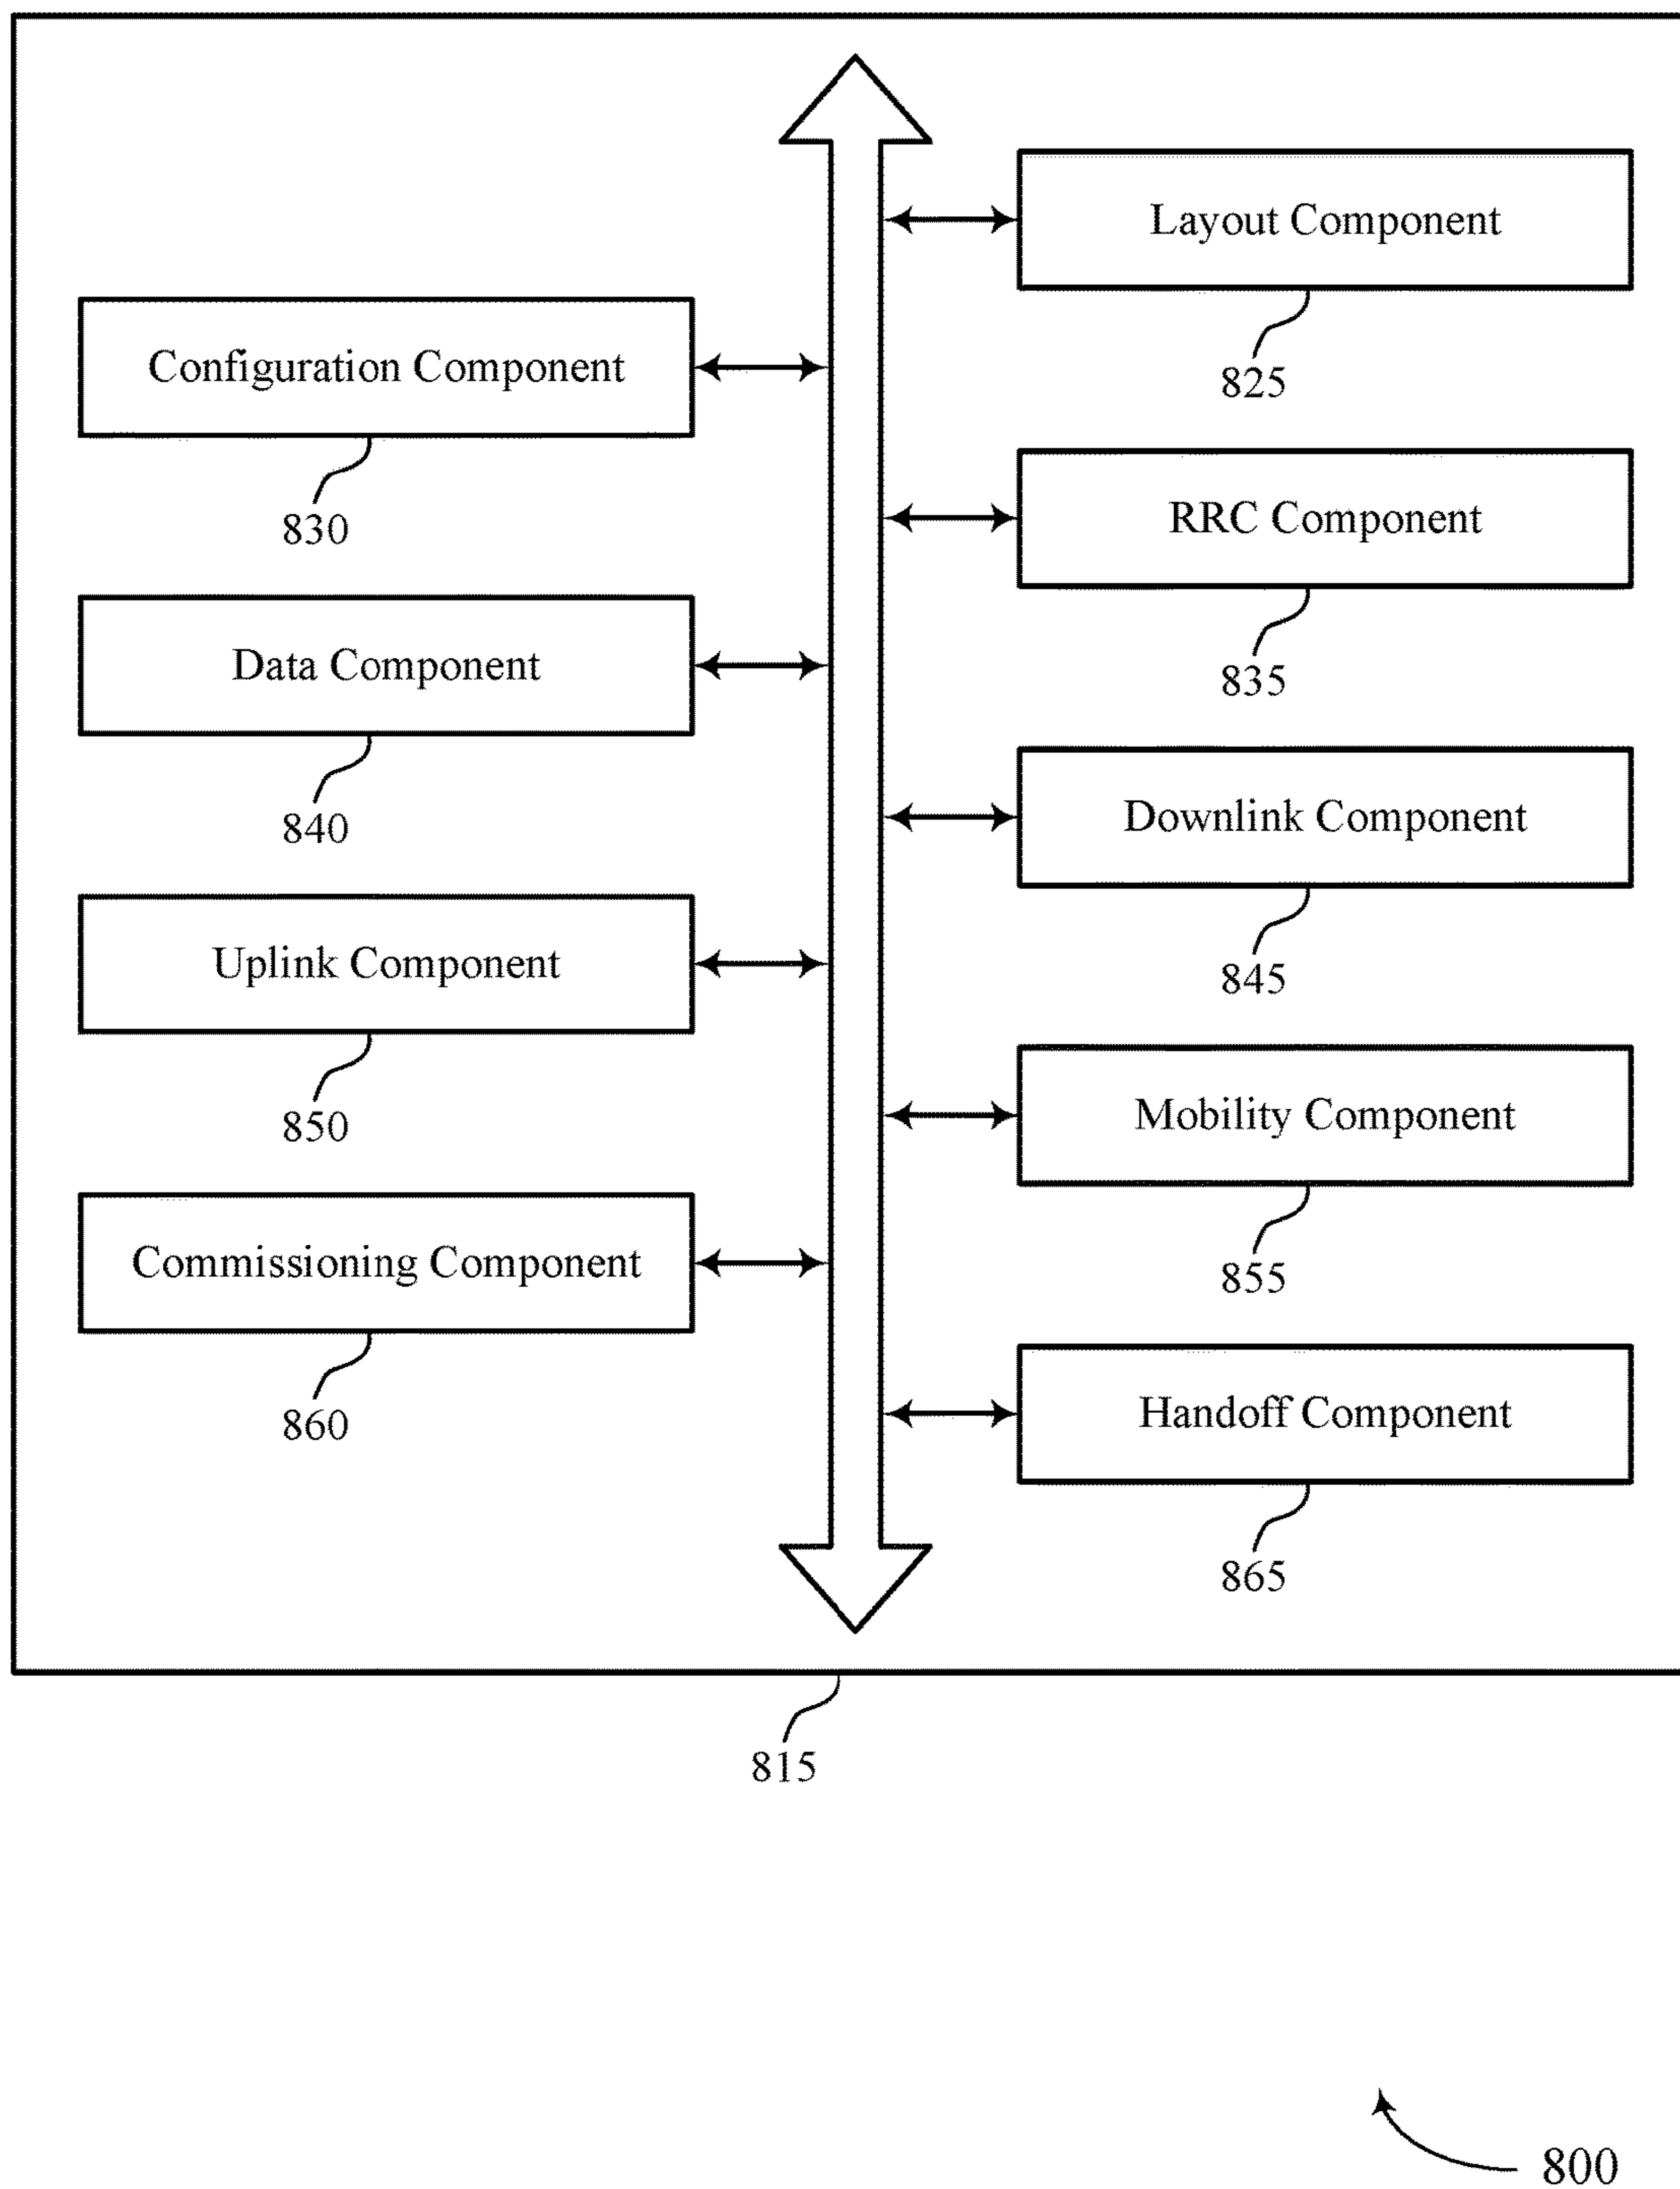 Layout Component
825
Configuration Component
830
RRC Component
835
Data Component
840
Downlink Component
845
Uplink Component
850
Mobility Component
855
Commissioning Component
860
Handoff Component
865
815
800